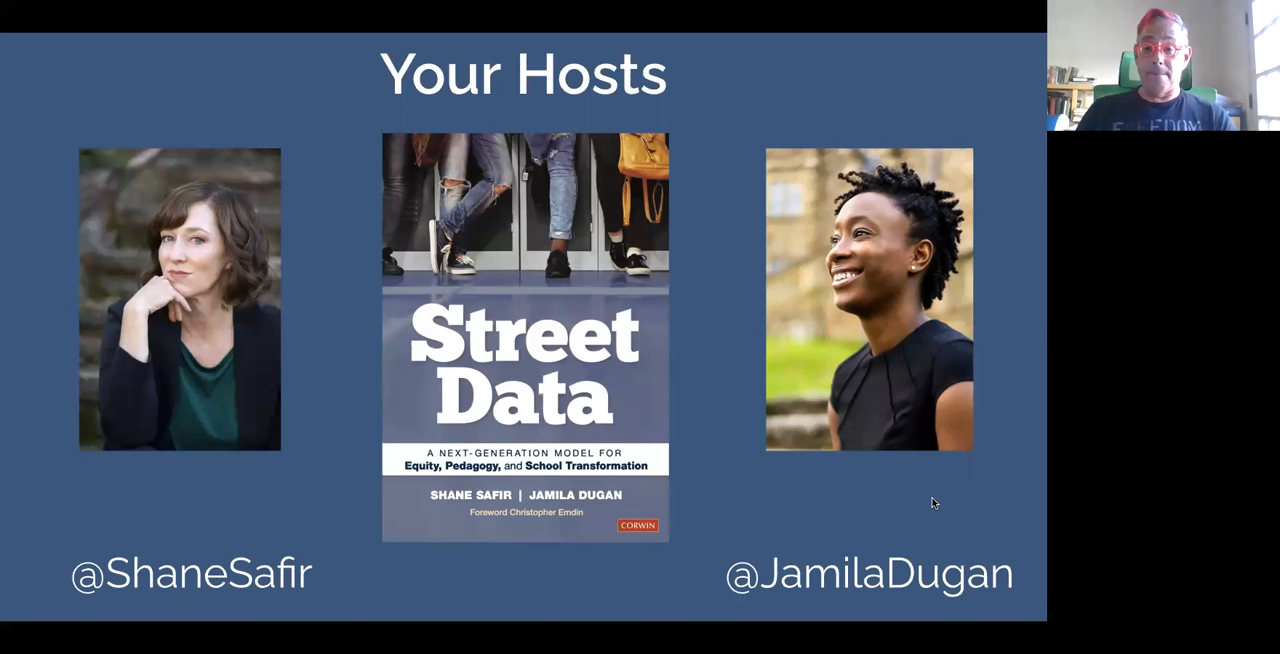 Your Hosts
Street
Data
A NEXT-GENERATION MODEL FOR
Equity, Pedagogy, and School Transformation
SHANE SAFIR | JAMILA DUGAN
Foreword Christopher Emdin
CORWIN
@ShaneSafir
@JamilaDugan
FREEDOM